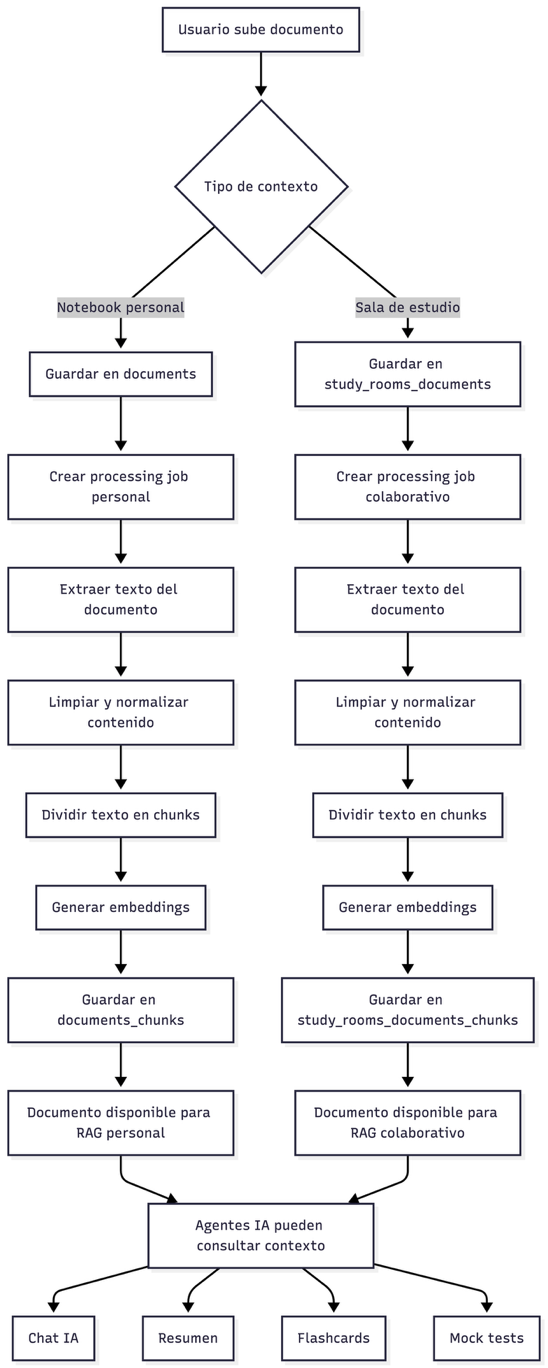 Usuario sube documento
Tipo de contexto
Notebook personal
Sala de estudio
Guardar en documents
Guardar en
study_rooms_documents
Crear processing job
personal
Crear processing job
colaborativo
Extraer texto del
documento
Extraer texto del
documento
Limpiar y normalizar
contenido
Limpiar y normalizar
contenido
Dividir texto en chunks
Dividir texto en chunks
Generar embeddings
Generar embeddings
Guardar en
documents_chunks
Guardar en
study_rooms_documents_chunks
Documento disponible para
RAG personal
Documento disponible para
RAG colaborativo
Agentes IA pueden
consultar contexto
Chat IA
Resumen
Flashcards
Mock tests